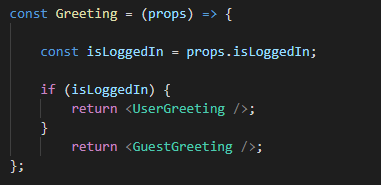 const Greeting = (props) => {
const isLoggedIn = props.isLoggedIn;
if (isLoggedIn) {
return <UserGreeting />;
}
return <GuestGreeting />;
};